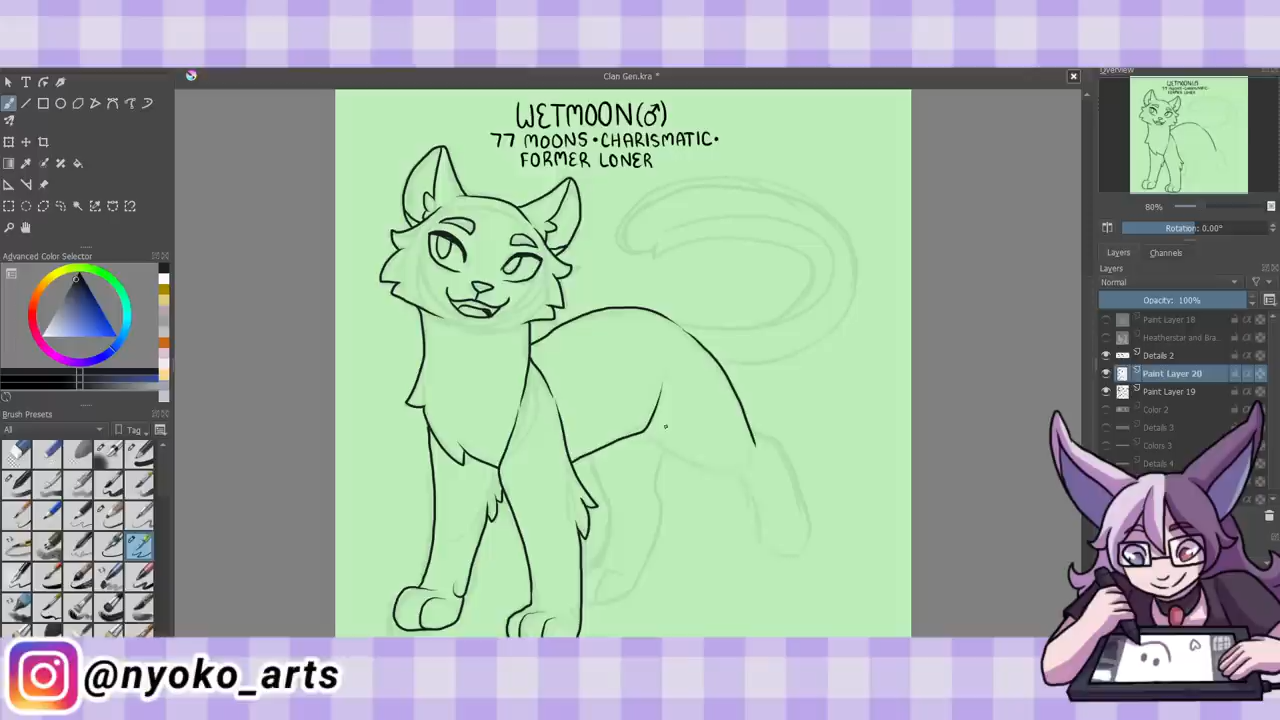 Clan Gen.kra *
Overview
WETMOON(♂)
77 MOONS•CHARISMATIC•
FORMER LONER
80%
Rotation: 0.00°
Advanced Color Selector
Layers Channels
Layers
Normal
Opacity: 100%
Paint Layer 18
Heatherstar and Bra...
Details 2
Paint Layer 20
Paint Layer 19
Color 2
Details 3
Colors 3
Details 4
Brush Presets
All
Tag
@nyoko_arts